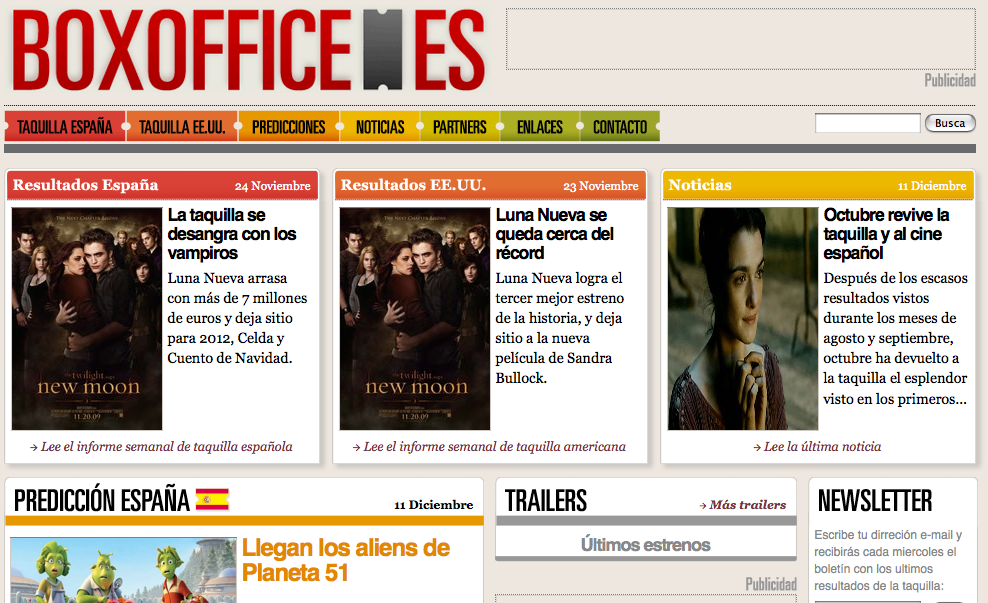 BOXOFFICE ES
Publicidad
TAQUILLA ESPAÑA
TAQUILLA EE.UU.
PREDICCIONES
NOTICIAS
PARTNERS
ENLACES
CONTACTO
Busca
Resultados España 24 Noviembre
THE NEXT CHAPTER BEGINS
the twilight saga
new moon
11.20.09
La taquilla se
desangra con los
vampiros
Luna Nueva arrasa
con más de 7 millones
de euros y deja sitio
para 2012, Celda y
Cuento de Navidad.
→ Lee el informe semanal de taquilla española
Resultados EE.UU. 23 Noviembre
THE NEXT CHAPTER BEGINS
the twilight saga
new moon
11.20.09
Luna Nueva se
queda cerca del
récord
Luna Nueva logra el
tercer mejor estreno
de la historia, y deja
sitio a la nueva
película de Sandra
Bullock.
→ Lee el informe semanal de taquilla americana
Noticias 11 Diciembre
Octubre revive la
taquilla y al cine
español
Después de los escasos
resultados vistos
durante los meses de
agosto y septiembre,
octubre ha devuelto a
la taquilla el esplendor
visto en los primeros...
→ Lee la última noticia
PREDICCIÓN ESPAÑA 11 Diciembre
Llegan los aliens de
Planeta 51
TRAILERS → Más trailers
Últimos estrenos
Publicidad
NEWSLETTER
Escribe tu dirreción e-mail y
recibirás cada miercoles el
boletín con los ultimos
resultados de la taquilla: